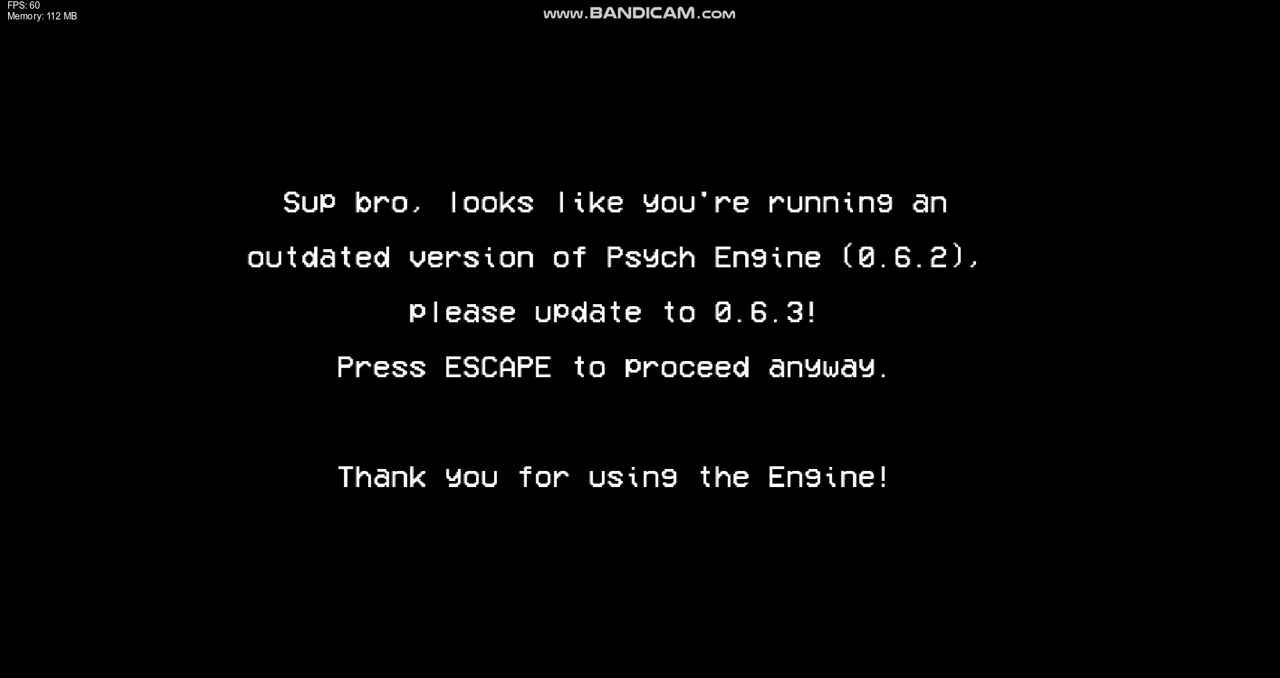 FPS: 60
Memory: 112 MB
www.BANDICAM.com
Sup bro, looks like you're running an
outdated version of Psych Engine (0.6.2),
please update to 0.6.3!
Press ESCAPE to proceed anyway.
Thank you for using the Engine!